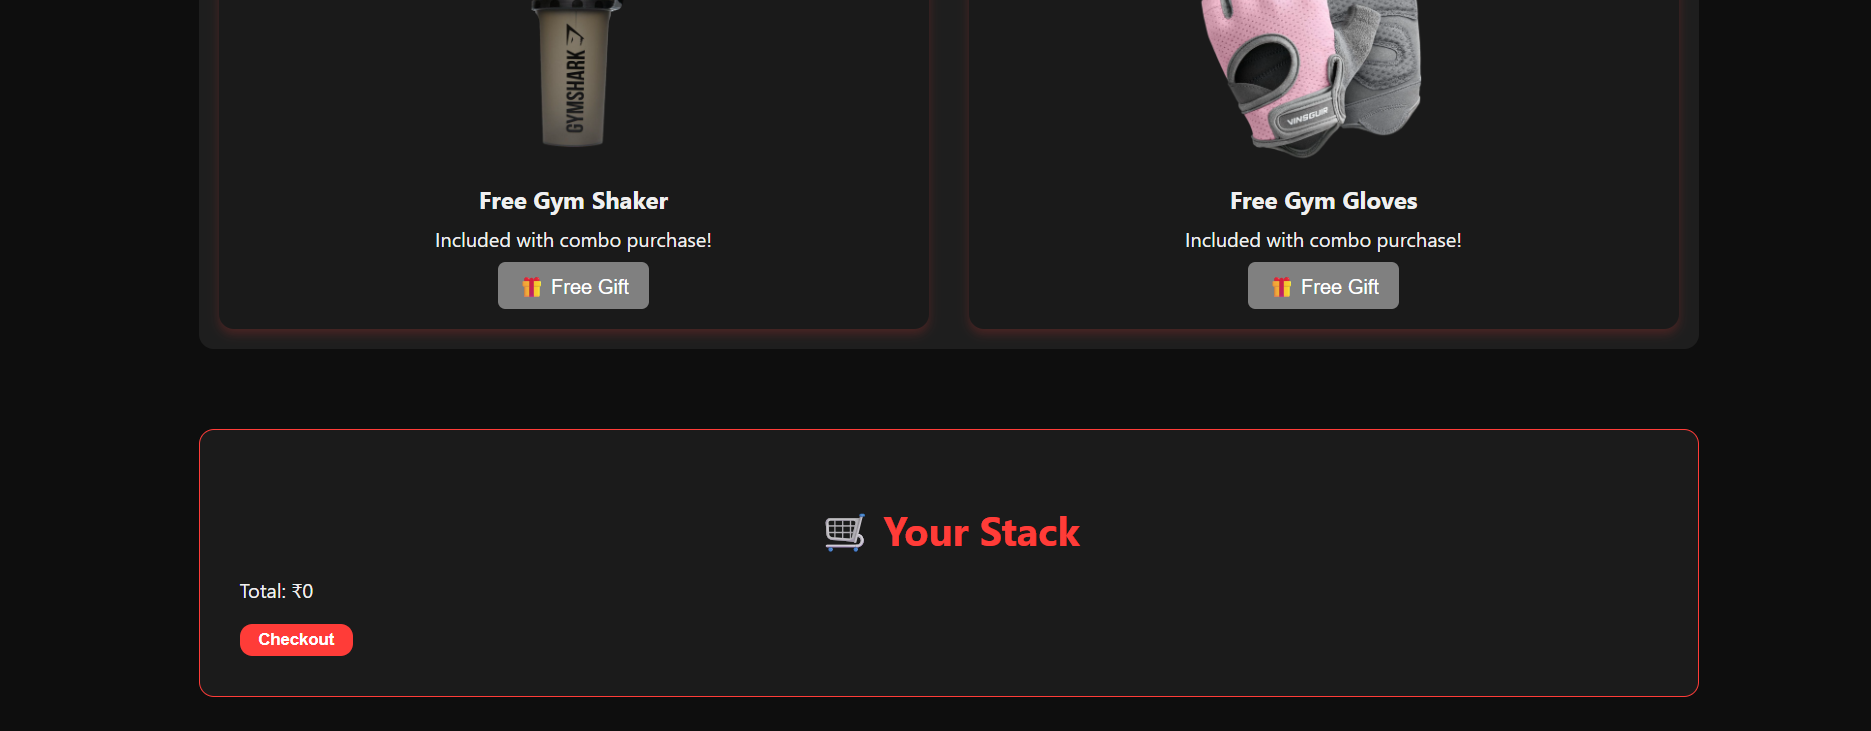 GYMSHARK
VINSGUIR
Free Gym Shaker
Free Gym Gloves
Included with combo purchase!
Included with combo purchase!
🎁 Free Gift
🎁 Free Gift
🛒 Your Stack
Total: ₹0
Checkout